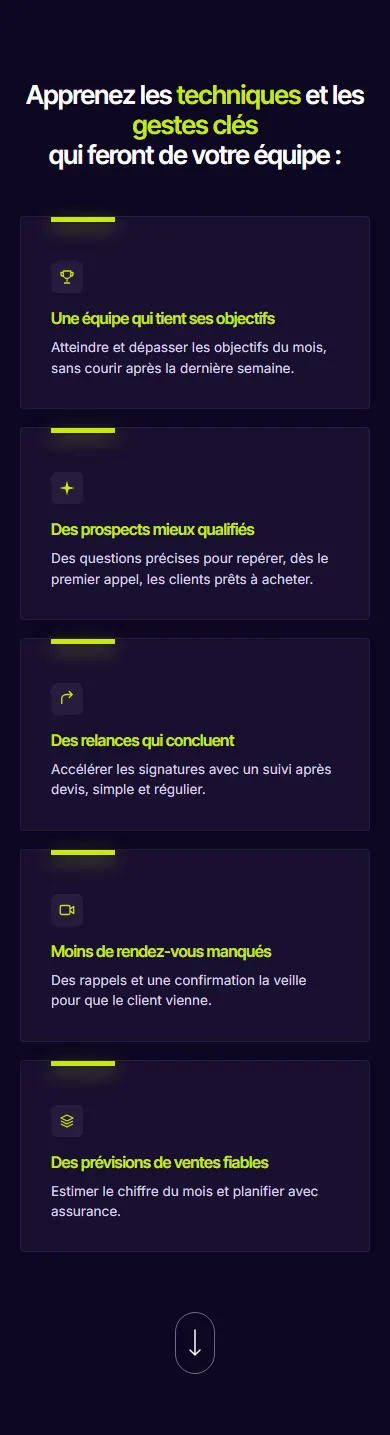 Apprenez les techniques et les
gestes clés
qui feront de votre équipe :
Une équipe qui tient ses objectifs
Atteindre et dépasser les objectifs du mois,
sans courir après la dernière semaine.
Des prospects mieux qualifiés
Des questions précises pour repérer, dès le
premier appel, les clients prêts à acheter.
Des relances qui concluent
Accélérer les signatures avec un suivi après
devis, simple et régulier.
Moins de rendez-vous manqués
Des rappels et une confirmation la veille
pour que le client vienne.
Des prévisions de ventes fiables
Estimer le chiffre du mois et planifier avec
assurance.